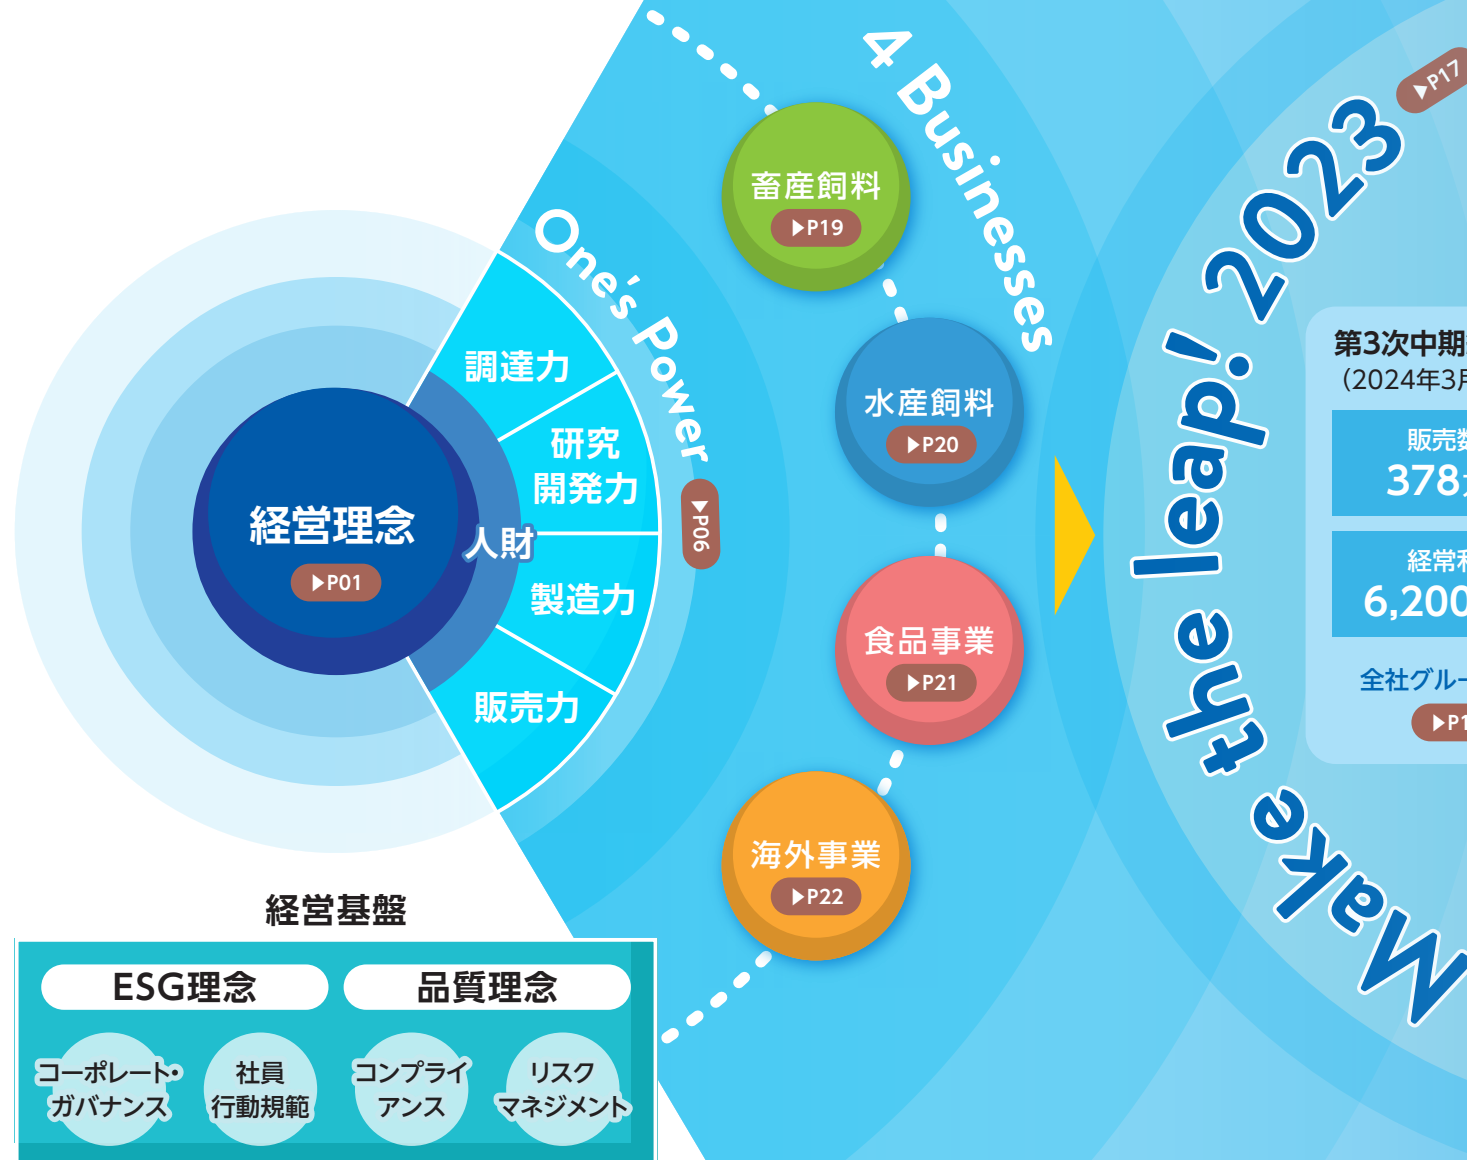 経営理念
▶P01
人財
One's Power
▶P06
調達力
研究
開発力
製造力
販売力
4 Businesses
畜産飼料
▶P19
水産飼料
▶P20
食品事業
▶P21
海外事業
▶P22
Make the leap! 2023
▶P17
第3次中期
(2024年3月
販売数
378
経常利
6,200
全社グルー
▶P1
経営基盤
ESG理念
品質理念
コーポレート・
ガバナンス
社員
行動規範
コンプライ
アンス
リスク
マネジメント